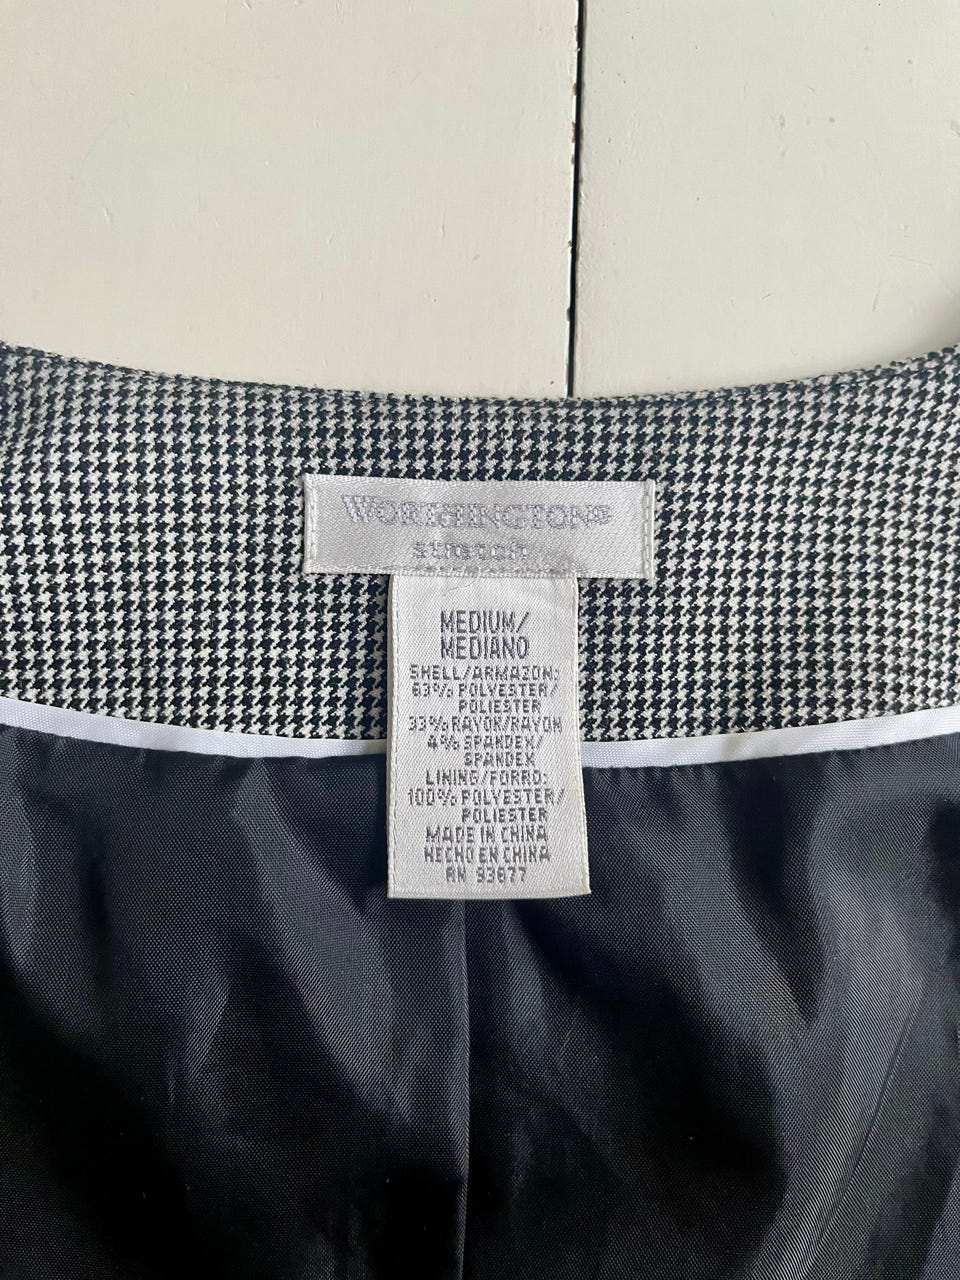 WORTHINGTON®
stretch
MEDIUM/
MEDIANO
SHELL/ARMAZON:
63% POLYESTER/
POLIESTER
33% RAYON/RAYON
4% SPANDEX/
SPANDEX
LINING/FORRO:
100% POLYESTER/
POLIESTER
MADE IN CHINA
HECHO EN CHINA
RN 93677